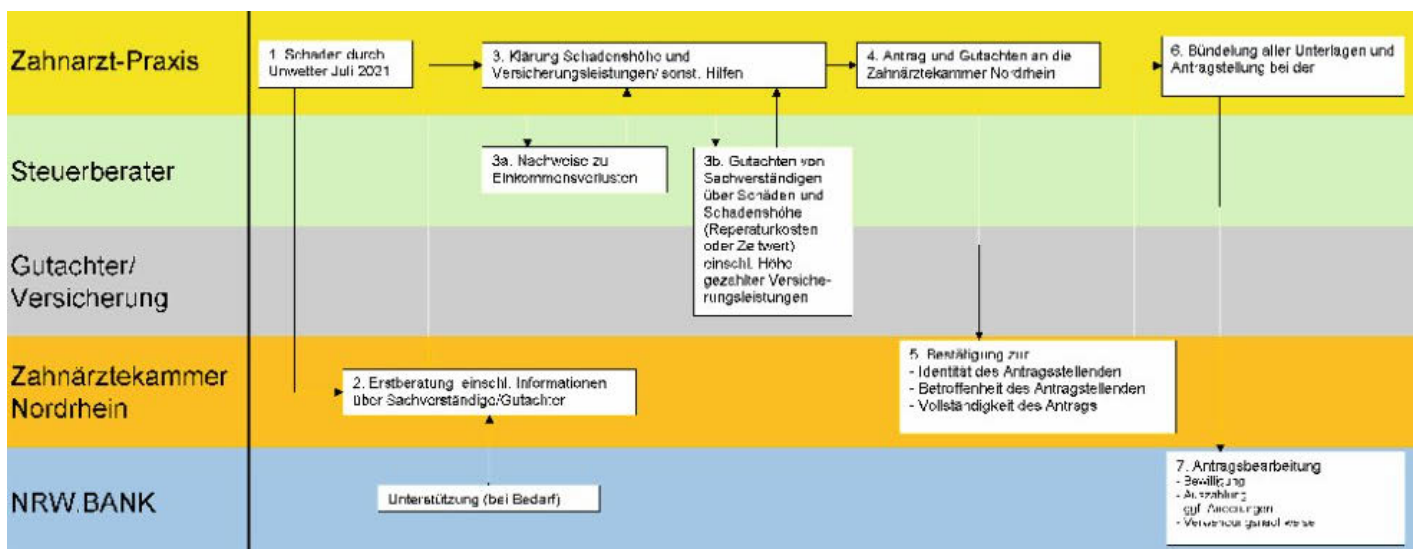 Zahnarzt-Praxis
1. Schaden durch
Unwetter Juli 2021
3. Klärung Schadenshöhe und
Versicherungsleistungen/ sonst. Hilfen
4. Antrag und Gutachten an die
Zahnärztekammer Nordrhein
6. Bündelung aller Unterlagen und
Antragstellung bei der
Steuerberater
3a. Nachweise zu
Einkommensverlusten
3b. Gutachten von
Sachverständigen
über Schäden und
Schadenshöhe
(Reperaturkosten
oder Zeitwert)
einschl. Höhe
gezahlter Versiche-
rungsleistungen
Gutachter/
Versicherung
Zahnärztekammer
Nordrhein
2. Erstberatung einschl. Informationen
über Sachverständige/Gutachter
5. Bestätigung zur
- Identität des Antragsstellenden
- Betroffenheit des Antragstellenden
- Vollständigkeit des Antrags
NRW.BANK
Unterstützung (bei Bedarf)
7. Antragsbearbeitung
- Bewilligung
- Auszahlung
ggf. Änderungen
- Verwendungsnachweise